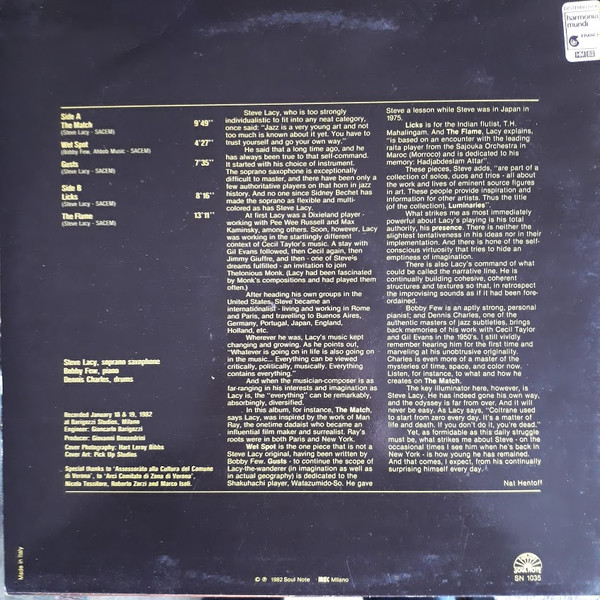 harmonia
mundi
HM 83
Side A
The Match 9'49''
(Steve Lacy - SACEM)
Wet Spot 4'27''
(Bobby Few, Ahbob Music - SACEM)
Gusts 7'35''
(Steve Lacy - SACEM)
Side B
Licks 8'16''
(Steve Lacy - SACEM)
The Flame 13'11''
(Steve Lacy - SACEM)
Steve Lacy, soprano saxophone
Bobby Few, piano
Dennis Charles, drums
Recorded January 18 & 19, 1982
at Barigozzi Studios, Milano
Engineer: Giancarlo Barigozzi
Producer: Giovanni Bonandrini
Cover Photography: Hart Leroy Bibbs
Cover Art: Pick Up Studios
Special thanks to "Assessorato alla Cultura del Comune
di Verona", to "Arci Comitato di Zona di Verona",
Nicola Tessitore, Roberto Zorzi and Marco Isoli.
Steve Lacy, who is too strongly
individualistic to fit into any neat category,
once said: "Jazz is a very young art and not
too much is known about it yet. You have to
trust yourself and go your own way."
He said that a long time ago, and he
has always been true to that self-command.
It started with his choice of instrument.
The soprano saxophone is exceptionally
difficult to master, and there have been only a
few authoritative players on that horn in jazz
history. And no one since Sidney Bechet has
made the soprano as flexible and multi-
colored as has Steve Lacy.
At first Lacy was a Dixieland player -
working with Pee Wee Russell and Max
Kaminsky, among others. Soon, however, Lacy
was working in the startlingly different
context of Cecil Taylor's music. A stay with
Gil Evans followed, then Cecil again, then
Jimmy Giuffre, and then - one of Steve's
dreams fulfilled - an invitation to join
Thelonious Monk. (Lacy had been fascinated
by Monk's compositions and had played them
often.)
After heading his own groups in the
United States, Steve became an
internationalist - living and working in Rome
and Paris, and travelling to Buenos Aires,
Germany, Portugal, Japan, England,
Holland, etc.
Wherever he was, Lacy's music kept
changing and growing. As he points out,
"Whatever is going on in life is also going on
in the music... Everything can be viewed
critically, politically, musically. Everything
contains everything."
And when the musician-composer is as
far-ranging in his interests and imagination as
Lacy is, the "everything" can be remarkably,
absorbingly, diversified.
In this album, for instance, The Match,
says Lacy, was inspired by the work of Man
Ray, the onetime dadaist who became an
influential film maker and surrealist. Ray's
roots were in both Paris and New York.
Wet Spot is the one piece that is not a
Steve Lacy original, having been written by
Bobby Few. Gusts - to continue the scope of
Lacy-the-wanderer (in imagination as well as
in actual geography) is dedicated to the
Shakuhachi player, Watazumido-So. He gave
Steve a lesson while Steve was in Japan in
1975.
Licks is for the Indian flutist, T.H.
Mahalingam. And The Flame, Lacy explains,
"is based on an encounter with the leading
raita player from the Sajouka Orchestra in
Maroc (Morroco) and is dedicated to his
memory: Hadjabdeslam Attar".
These pieces, Steve adds, "are part of a
collection of solos, duos and trios - all about
the work and lives of eminent source figures
in art. These people provide inspiration and
information for other artists. Thus the title
(of the collection), Luminaries".
What strikes me as most immediately
powerful about Lacy's playing is his total
authority, his presence. There is neither the
slightest tentativeness in his ideas nor in their
implementation. And there is none of the self-
conscious virtuosity that tries to hide an
emptiness of imagination.
There is also Lacy's command of what
could be called the narrative line. He is
continually building cohesive, coherent
structures and textures so that, in retrospect
the improvising sounds as if it had been fore-
ordained.
Bobby Few is an aptly strong, personal
pianist; and Dennis Charles, one of the
authentic masters of jazz subtleties, brings
back memories of his work with Cecil Taylor
and Gil Evans in the 1950's. I still vividly
remember hearing him for the first time and
marveling at his unobtrusive originality.
Charles is even more of a master of the
mysteries of time, space, and color now.
Listen, for instance, to what and how he
creates on The Match.
The key illuminator here, however, is
Steve Lacy. He has indeed gone his own way,
and the odyssey is far from over. And it will
never be easy. As Lacy says, "Coltrane used
to start from zero every day. It's a matter of
life and death. If you don't do it, you're dead."
Yet, as formidable as this daily struggle
must be, what strikes me about Steve - on the
occasional times I see him when he's back in
New York - is how young he has remained.
And that comes, I expect, from his continually
surprising himself every day.
Nat Hentoff
Made in Italy
© ℗ 1982 Soul Note - Milano
SOUL NOTE
SN 1035